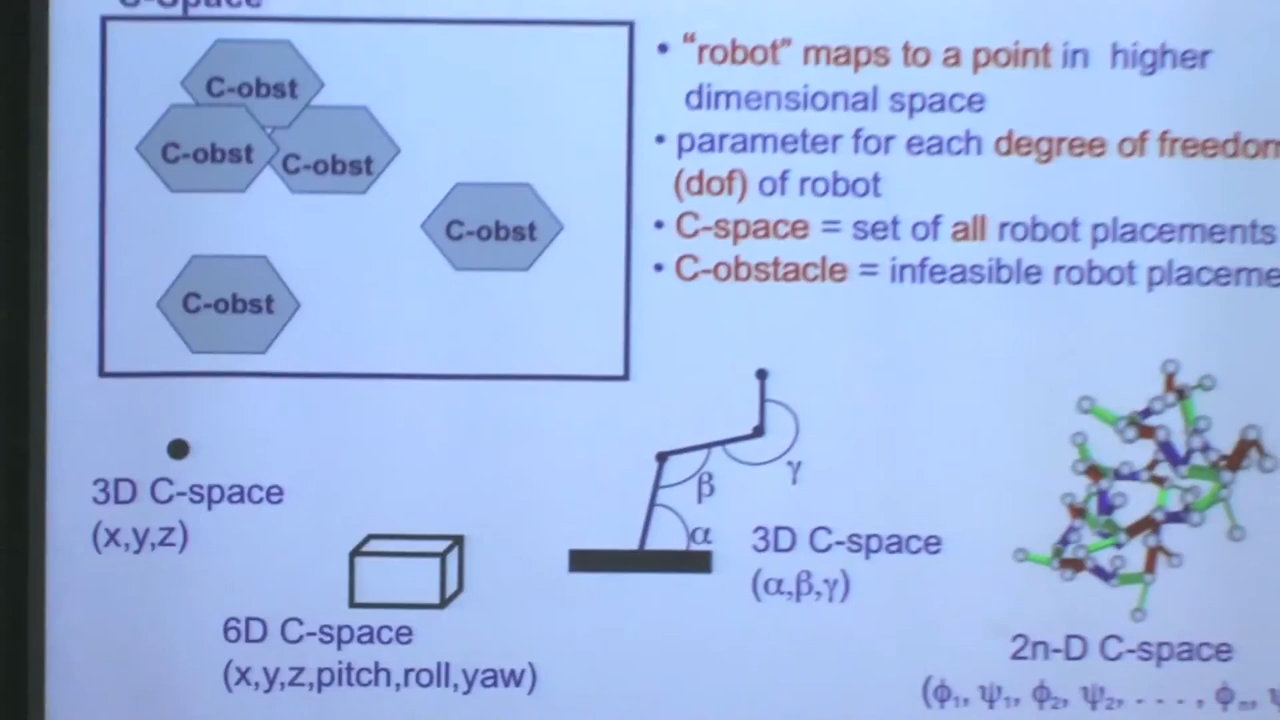 C-Space
C-obst
C-obst
C-obst
C-obst
C-obst
• “robot” maps to a point in higher
dimensional space
• parameter for each degree of freedom
(dof) of robot
• C-space = set of all robot placements
• C-obstacle = infeasible robot placeme
3D C-space
(x,y,z)
6D C-space
(x,y,z,pitch,roll,yaw)
α
β
γ
3D C-space
(α,β,γ)
2n-D C-space
(ϕ₁, ψ₁, ϕ₂, ψ₂, . . . , ϕₙ,